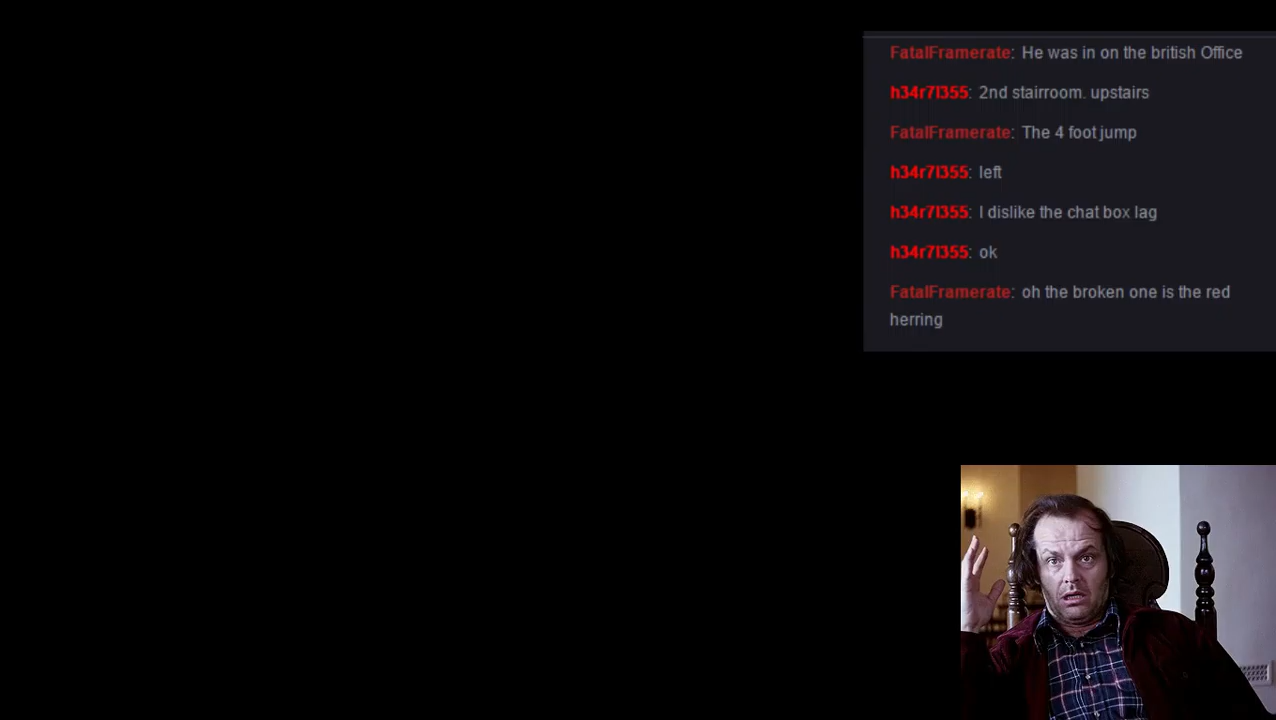 FatalFramerate: He was in on the british Office
h34r7l355: 2nd stairroom. upstairs
FatalFramerate: The 4 foot jump
h34r7l355: left
h34r7l355: I dislike the chat box lag
h34r7l355: ok
FatalFramerate: oh the broken one is the red
herring